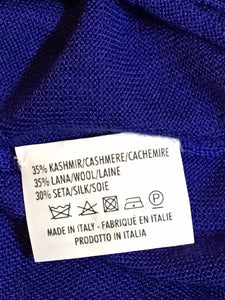 35% KASHMIR/CASHMERE/CACHEMIRE
35% LANA/WOOL/LAINE
30% SETA/SILK/SOIE
P
MADE IN ITALY - FABRIQUÉ EN ITALIE
PRODOTTO IN ITALIA